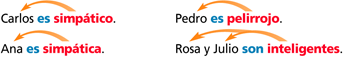 Carlos es simpático.
Pedro es pelirrojo.
Ana es simpática.
Rosa y Julio son inteligentes.